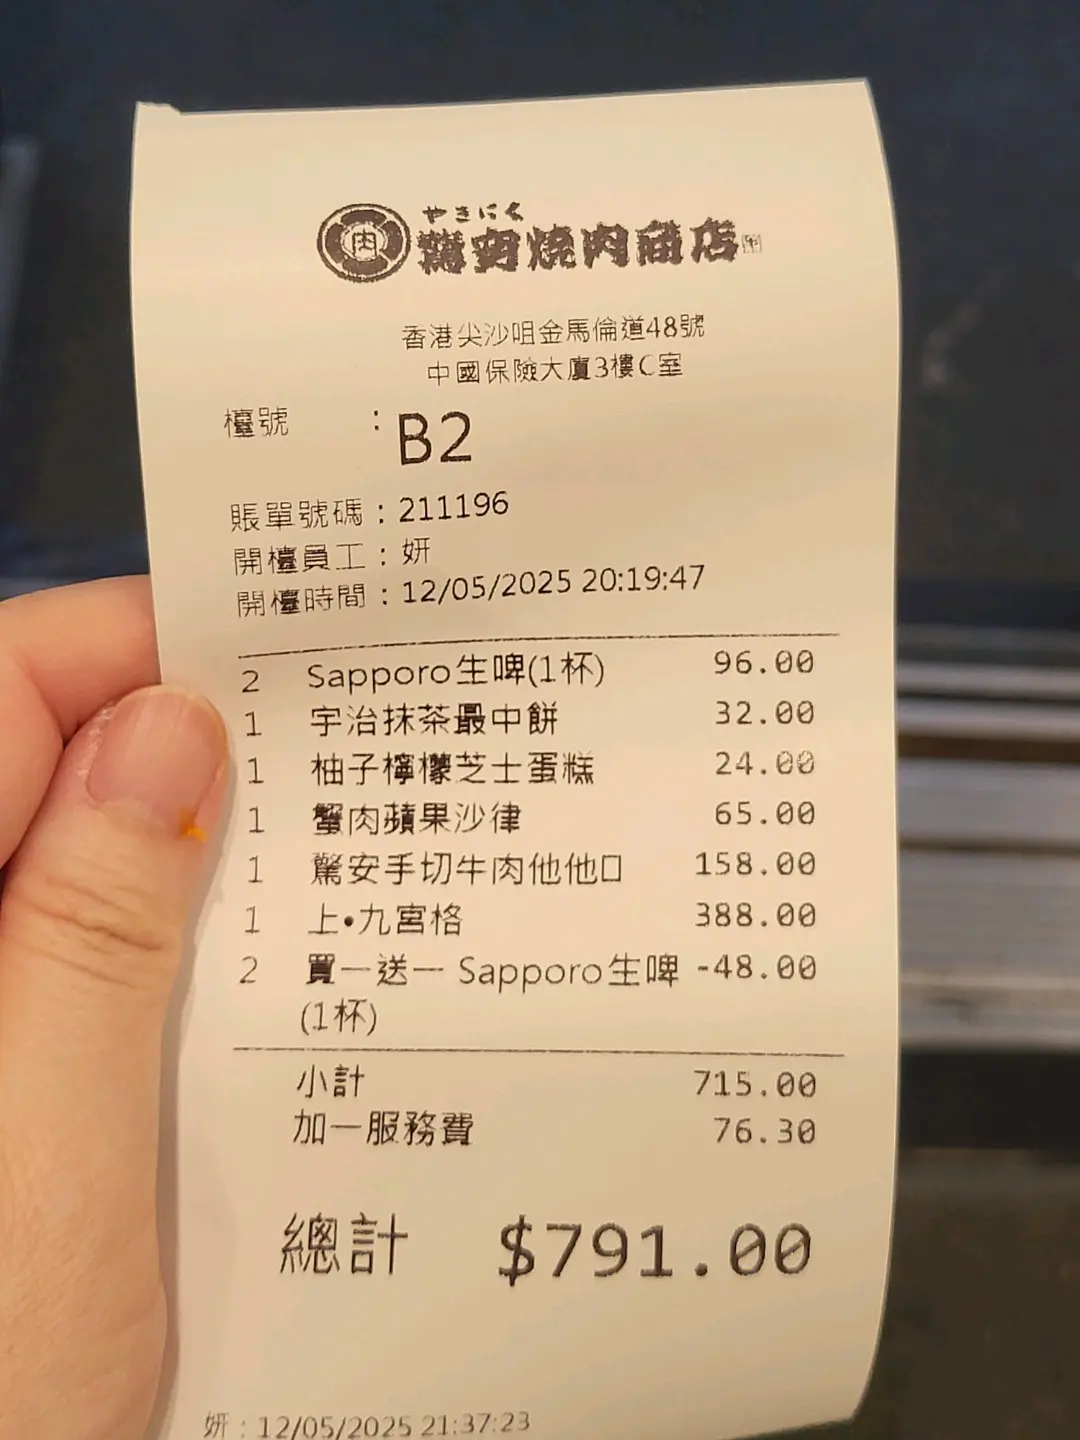 やきにく
驚安焼肉商店
香港尖沙咀金馬倫道48號
中國保險大廈3樓C室
檯號 : B2
賬單號碼 : 211196
開檯員工 : 妍
開檯時間 : 12/05/2025 20:19:47
2 Sapporo生啤(1杯) 96.00
1 宇治抹茶最中餅 32.00
1 柚子檸檬芝士蛋糕 24.00
1 蟹肉蘋果沙律 65.00
1 驚安手切牛肉他他口 158.00
1 上•九宮格 388.00
2 買一送一 Sapporo生啤 -48.00
(1杯)
小計 715.00
加一服務費 76.30
總計 $791.00
妍 : 12/05/2025 21:37:23